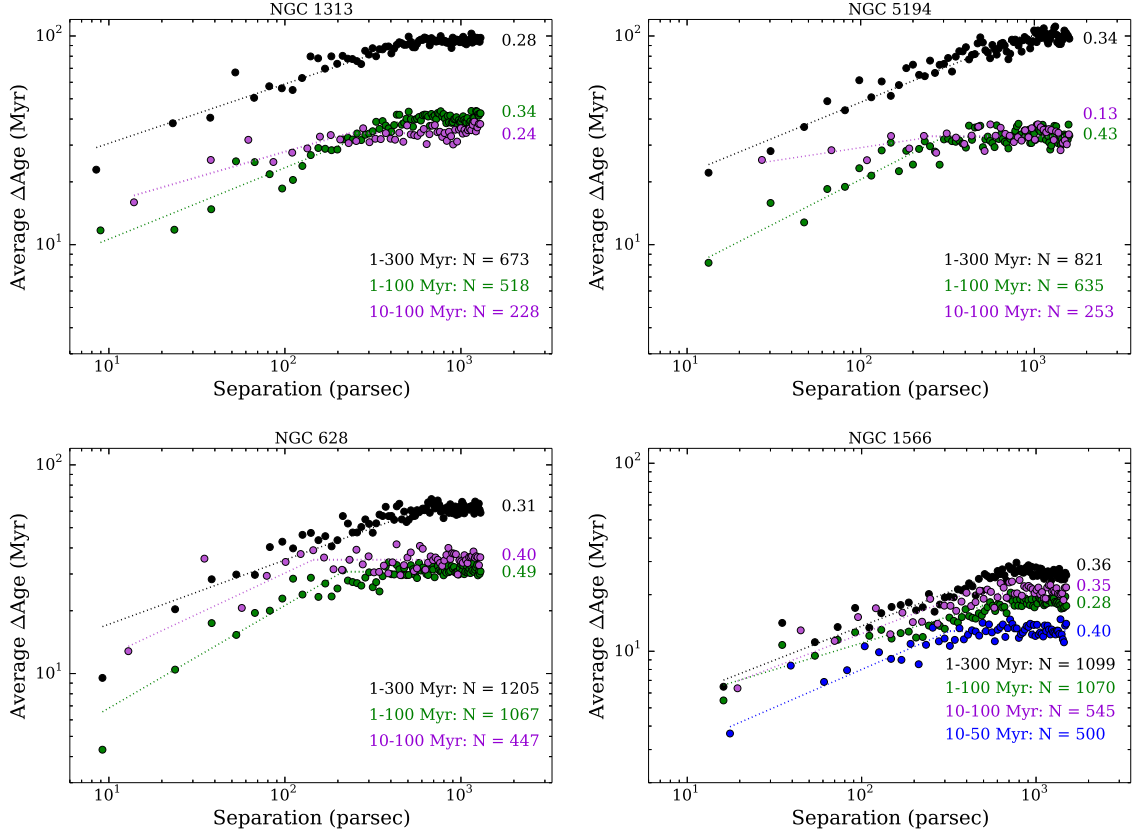 NGC 1313
10²
0.28
0.34
0.24
10¹
Average ΔAge (Myr)
1-300 Myr: N = 673
1-100 Myr: N = 518
10-100 Myr: N = 228
10¹ 10² 10³
Separation (parsec)
NGC 5194
10²
0.34
0.13
0.43
10¹
Average ΔAge (Myr)
1-300 Myr: N = 821
1-100 Myr: N = 635
10-100 Myr: N = 253
10¹ 10² 10³
Separation (parsec)
NGC 628
10²
0.31
0.40
0.49
10¹
Average ΔAge (Myr)
1-300 Myr: N = 1205
1-100 Myr: N = 1067
10-100 Myr: N = 447
10¹ 10² 10³
Separation (parsec)
NGC 1566
10²
0.36
0.35
0.28
0.40
10¹
Average ΔAge (Myr)
1-300 Myr: N = 1099
1-100 Myr: N = 1070
10-100 Myr: N = 545
10-50 Myr: N = 500
10¹ 10² 10³
Separation (parsec)